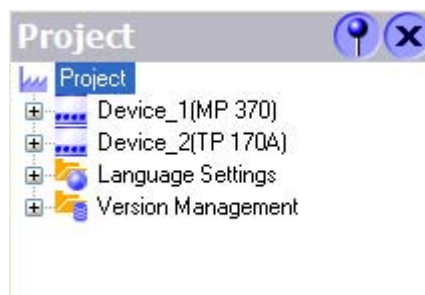 Project
Project
Device_1(MP 370)
Device_2(TP 170A)
Language Settings
Version Management